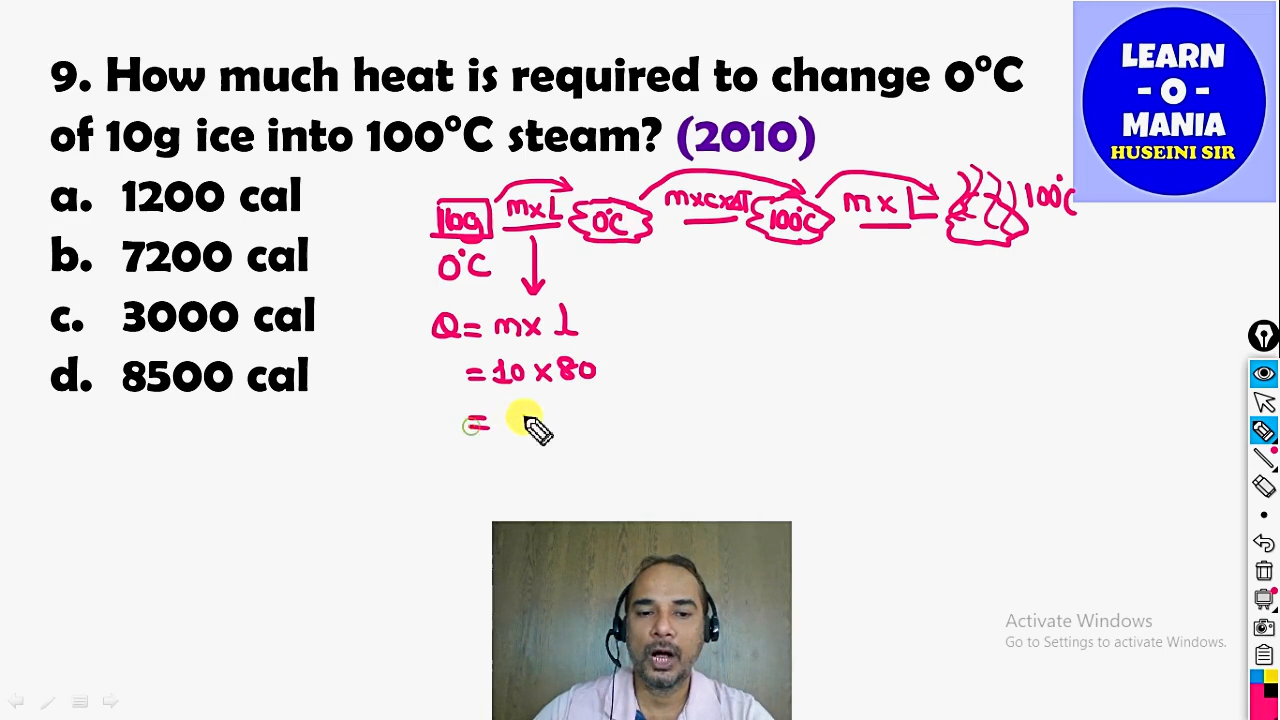 9. How much heat is required to change 0°C
of 10g ice into 100°C steam? (2010)
a. 1200 cal
b. 7200 cal
c. 3000 cal
d. 8500 cal
LEARN
- O -
MANIA
HUSEINI SIR
10g m×L 0°C m×c×ΔT 100°C m × L 100°C
0°C
Q= m× L
= 10 × 80
=
Activate Windows
Go to Settings to activate Windows.